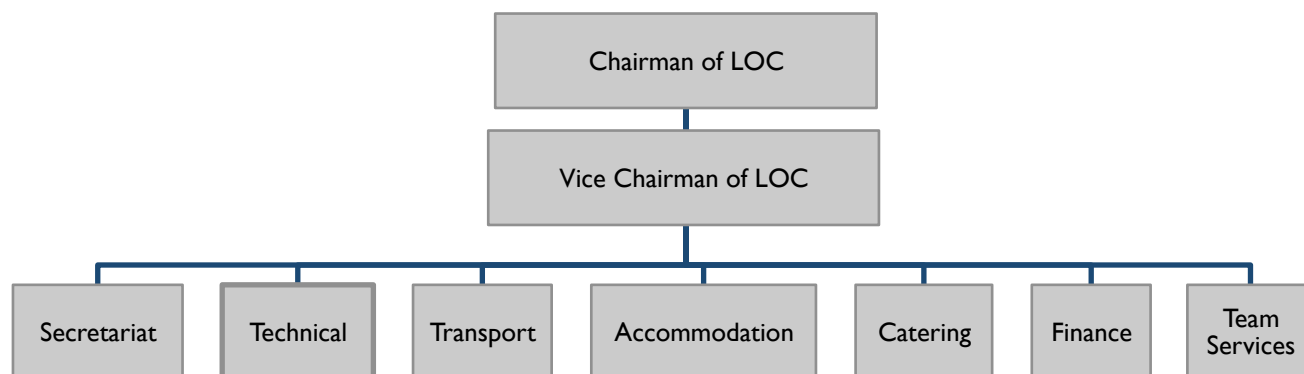 Chairman of LOC
Vice Chairman of LOC
Secretariat
Technical
Transport
Accommodation
Catering
Finance
Team
Services